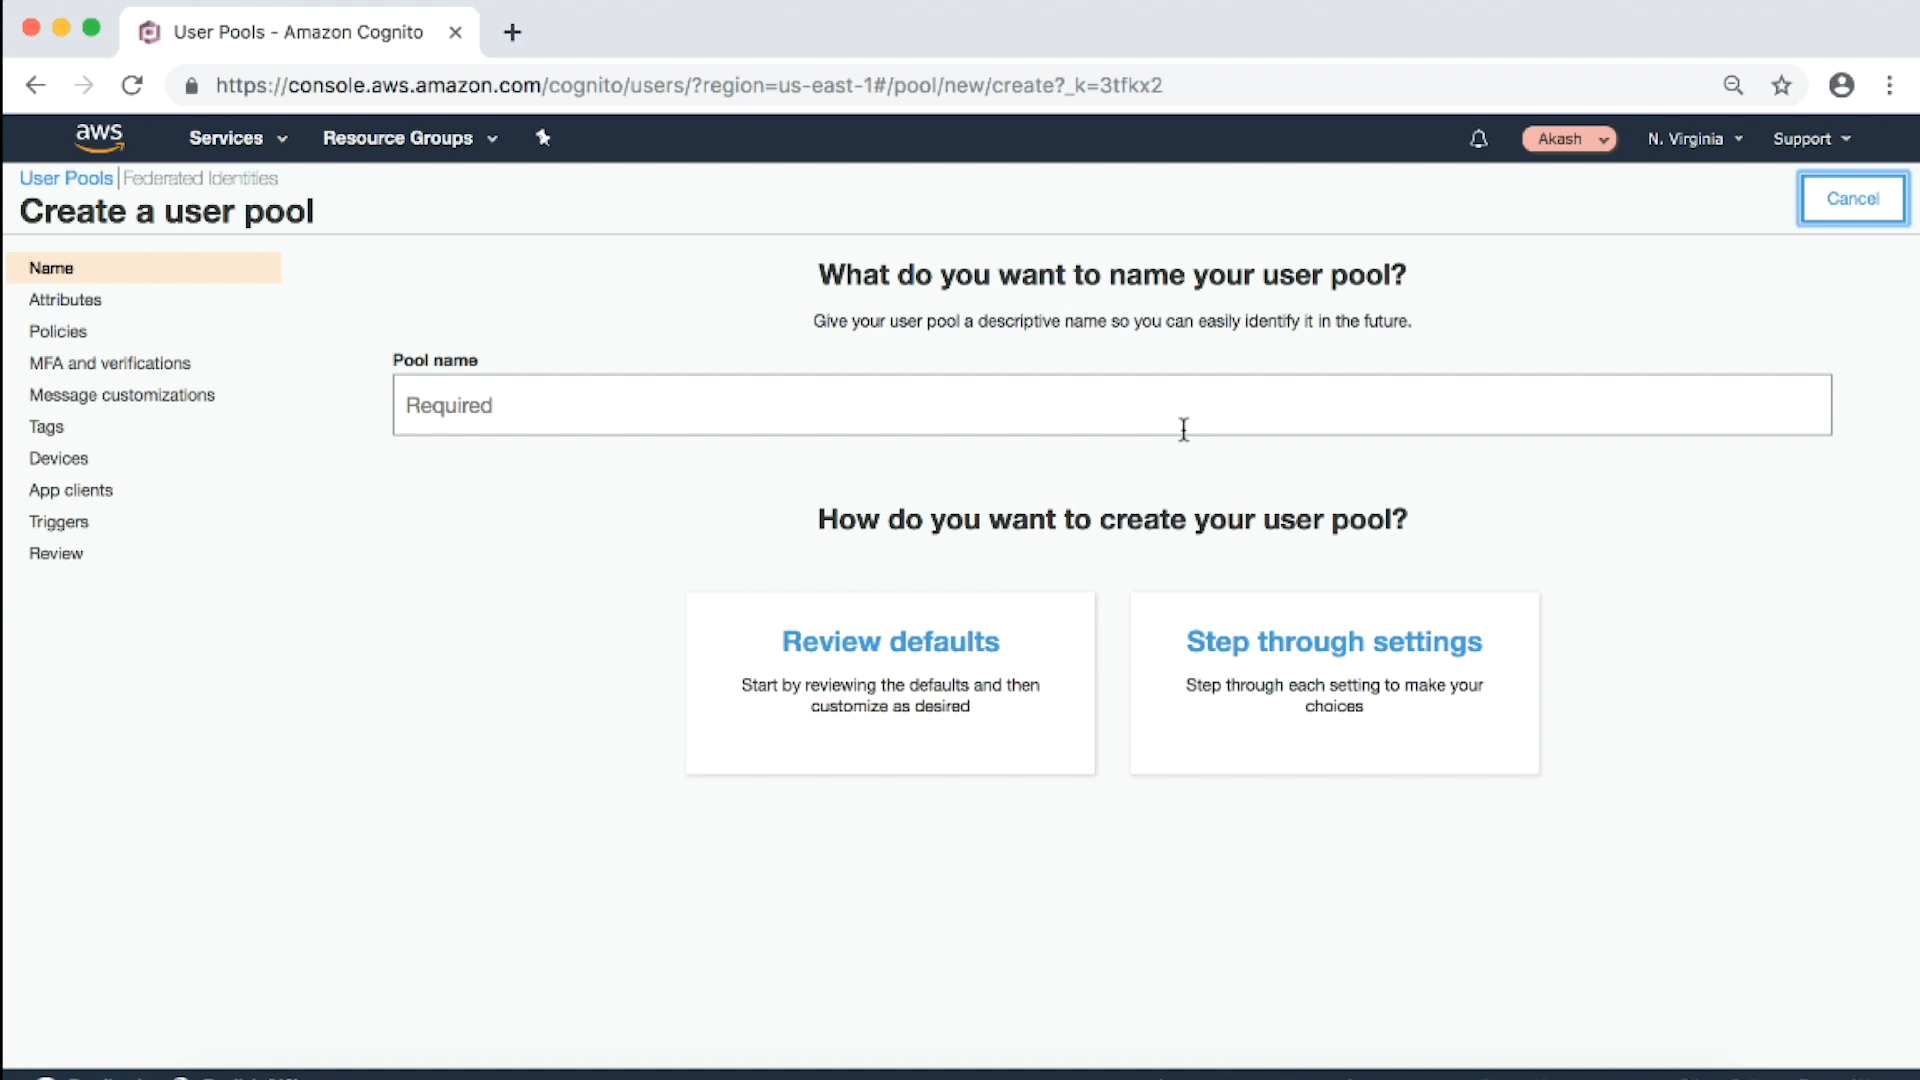 User Pools - Amazon Cognito
https://console.aws.amazon.com/cognito/users/?region=us-east-1#/pool/new/create?_k=3tfkx2
aws Services Resource Groups Akash N. Virginia Support
User Pools Federated Identities
Create a user pool
Cancel
Name
Attributes
Policies
MFA and verifications
Message customizations
Tags
Devices
App clients
Triggers
Review
What do you want to name your user pool?
Give your user pool a descriptive name so you can easily identify it in the future.
Pool name
Required
How do you want to create your user pool?
Review defaults
Start by reviewing the defaults and then
customize as desired
Step through settings
Step through each setting to make your
choices